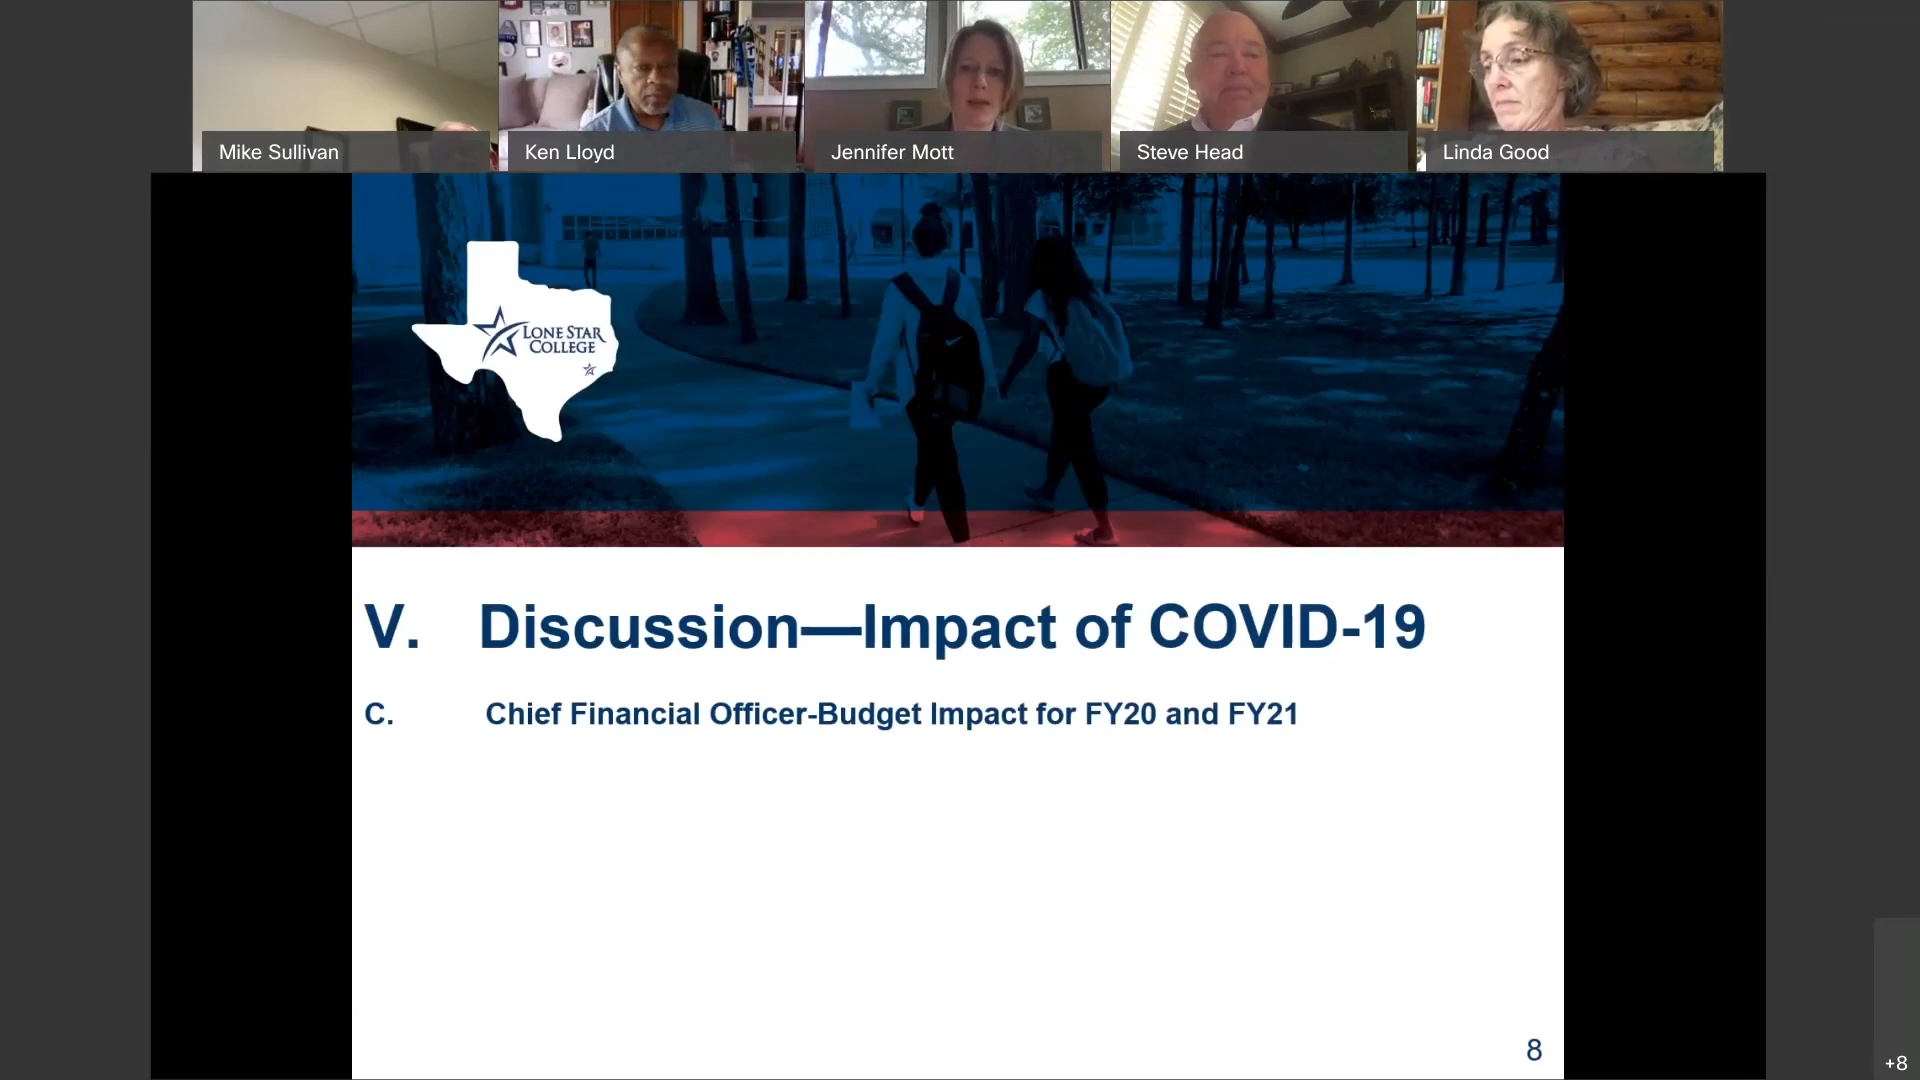 Mike Sullivan
Ken Lloyd
Jennifer Mott
Steve Head
Linda Good
LONE STAR
COLLEGE
V. Discussion—Impact of COVID-19
C. Chief Financial Officer-Budget Impact for FY20 and FY21
8
+8